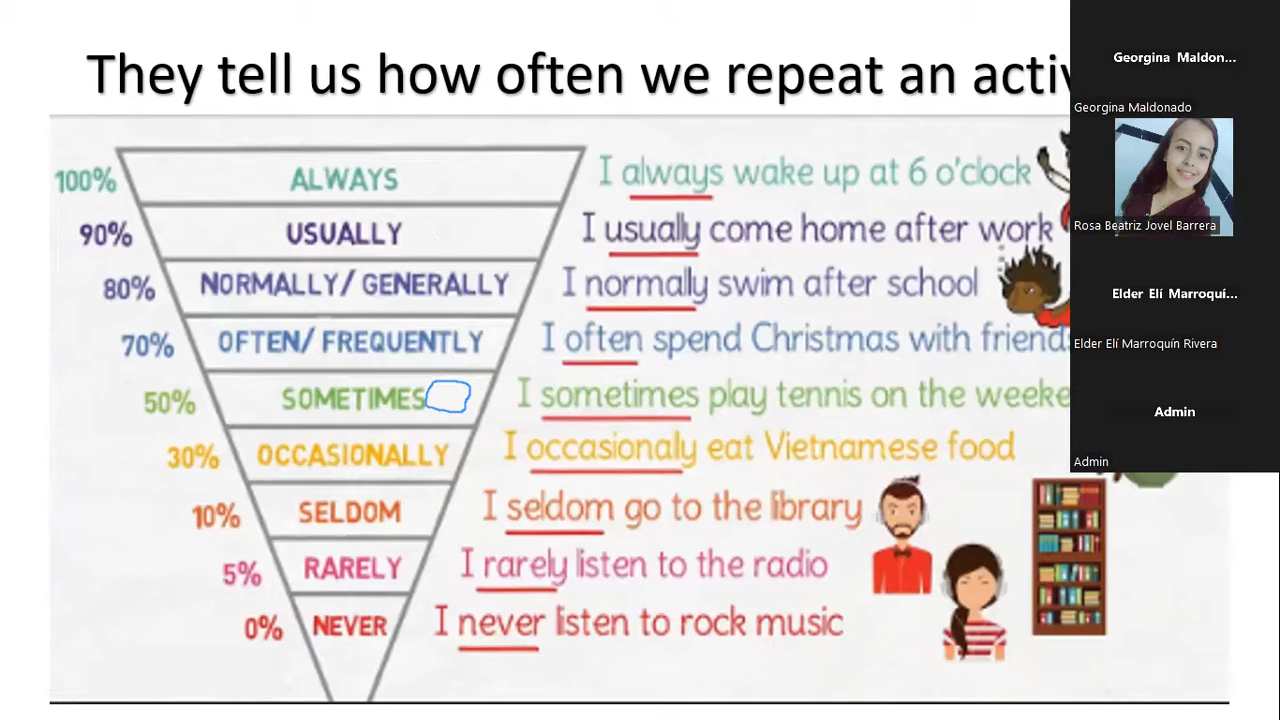 They tell us how often we repeat an activ
100% ALWAYS I always wake up at 6 o'clock
90% USUALLY I usually come home after work
80% NORMALLY/ GENERALLY I normally swim after school
70% OFTEN/ FREQUENTLY I often spend Christmas with friends
50% SOMETIMES I sometimes play tennis on the weeke
30% OCCASIONALLY I occasionally eat Vietnamese food
10% SELDOM I seldom go to the library
5% RARELY I rarely listen to the radio
0% NEVER I never listen to rock music
Georgina Maldon...
Georgina Maldonado
Rosa Beatriz Jovel Barrera
Elder Elí Marroquí...
Elder Elí Marroquín Rivera
Admin
Admin